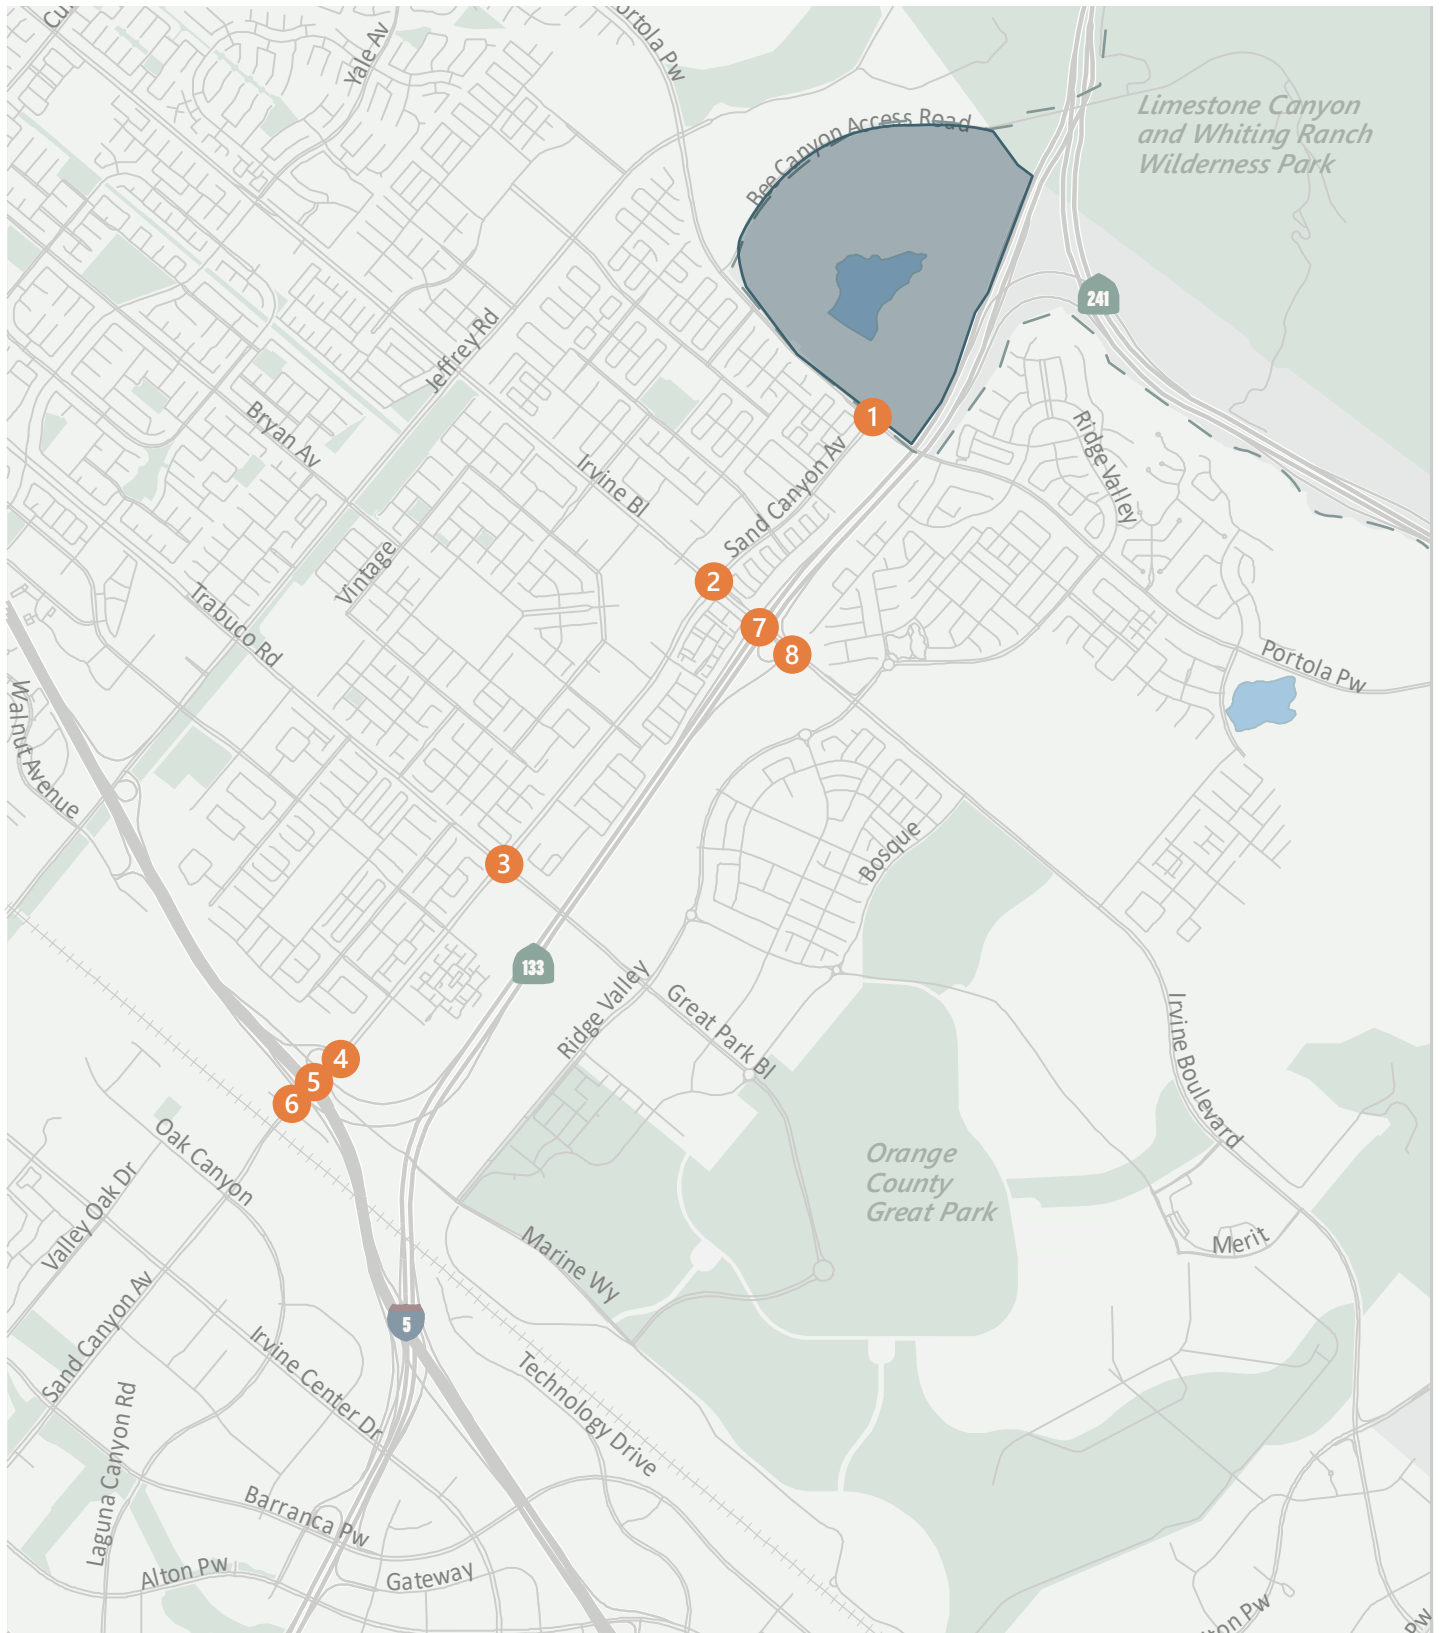 Yale Av
ortola Pw
Limestone Canyon
and Whiting Ranch
Wilderness Park
Bee Canyon Access Road
241
Jeffrey Rd
1
Bryan Av
Irvine Bl
Sand Canyon Av
Ridge Valley
Vintage
2
Trabuco Rd
7
8
Portola Pw
Walnut Avenue
Bosque
3
133
Ridge Valley
Great Park Bl
Irvine Boulevard
4
5
6
Oak Canyon
Valley Oak Dr
Orange
County
Great Park
Merit
Marine Wy
Sand Canyon Av
5
Irvine Center Dr
Technology Drive
Laguna Canyon Rd
Barranca Pw
Alton Pw
Gateway
lton Pw
Pw